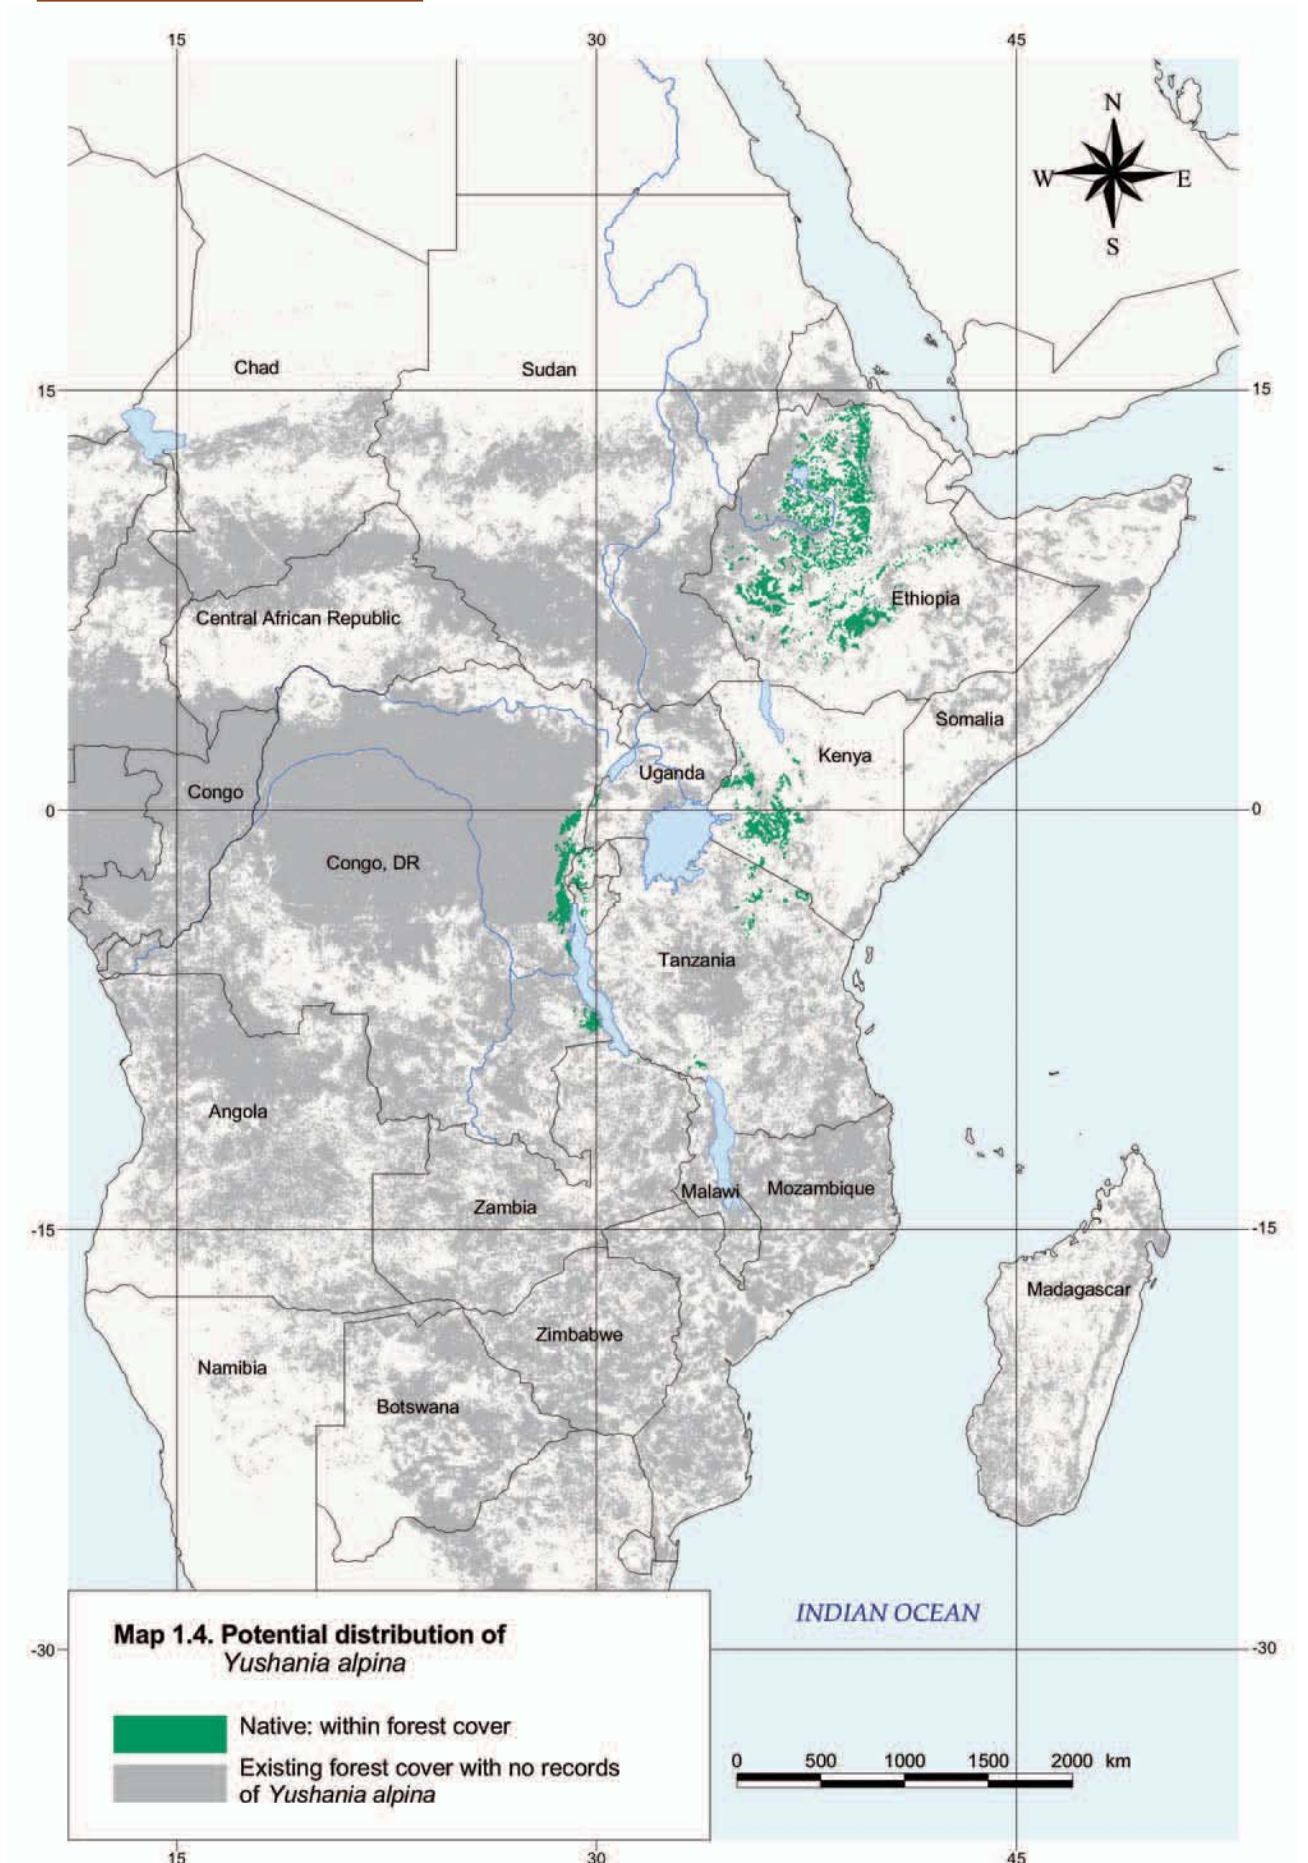 15 30 45
N
W E
S
Chad
Sudan
15 15
Ethiopia
Central African Republic
Somalia
Kenya
Uganda
Congo
0 0
Congo, DR
Tanzania
Angola
Malawi
Mozambique
Zambia
-15 -15
Madagascar
Zimbabwe
Namibia
Botswana
INDIAN OCEAN
Map 1.4. Potential distribution of
Yushania alpina
-30 -30
Native: within forest cover
Existing forest cover with no records
of Yushania alpina
0 500 1000 1500 2000 km
15 30 45